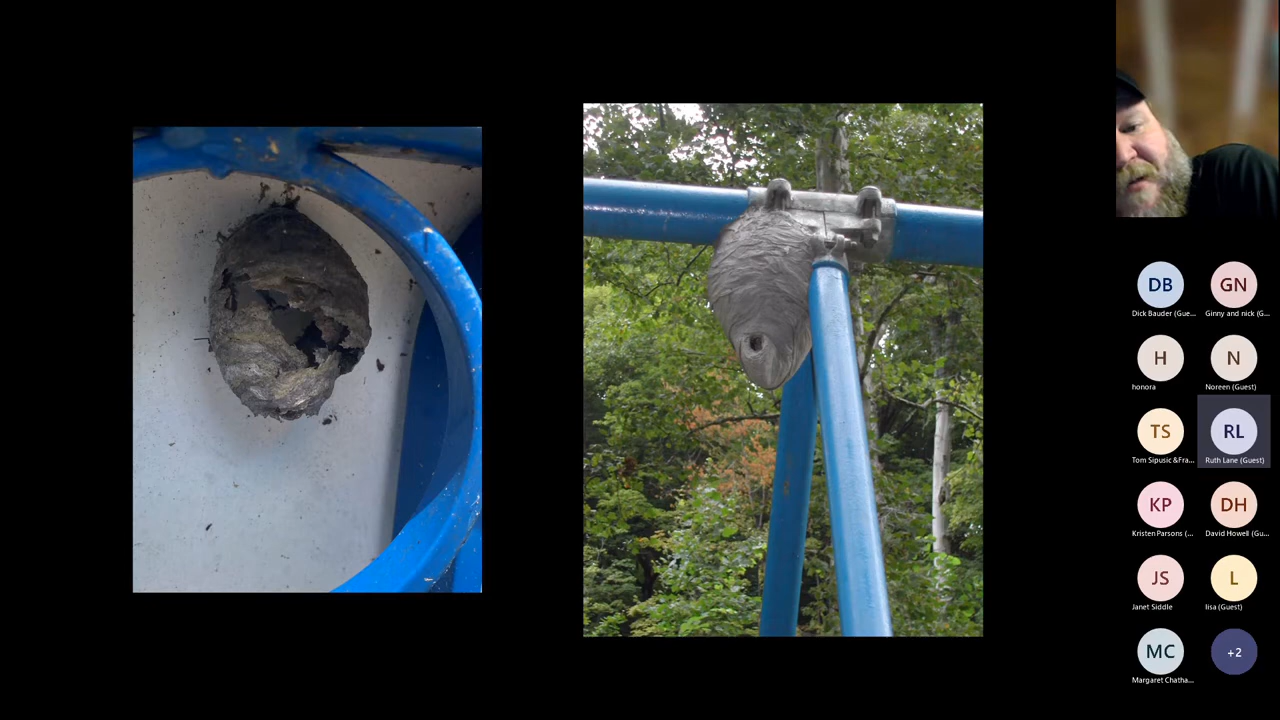 DB
GN
Dick Bauder (Gue...
Ginny and nick (G...
H
N
honora
Noreen (Guest)
TS
RL
Tom Sipusic &Fra...
Ruth Lane (Guest)
KP
DH
Kristen Parsons (...
David Howell (Gu...
JS
L
Janet Siddle
lisa (Guest)
MC
+2
Margaret Chatha...